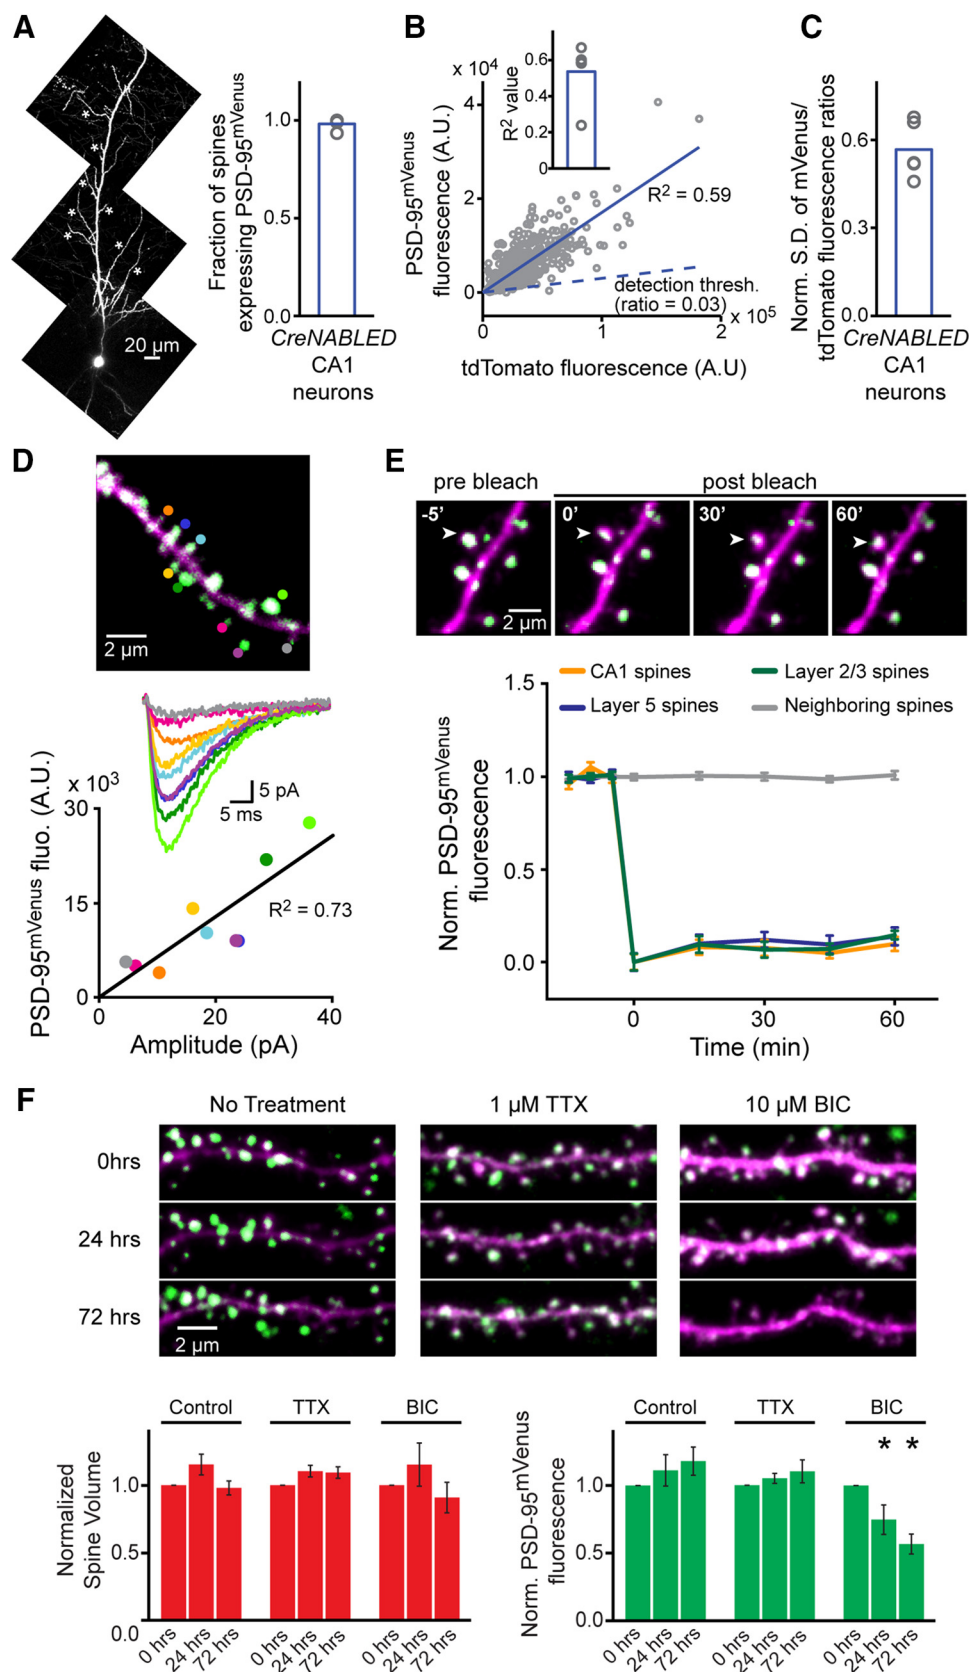 A
Fraction of spines
expressing PSD-95mVenus
1.0
0.5
0.0
20 µm
* * * * * * *
CreNABLED
CA1
neurons
B
x 10⁴
PSD-95mVenus
fluorescence (A.U.)
4
2
0
R² value
0.6
0.4
0.2
0
R² = 0.59
detection thresh.
(ratio = 0.03)
0
1
2
x 10⁵
tdTomato fluorescence (A.U)
C
Norm. S.D. of mVenus/
tdTomato fluorescence ratios
0.6
0.3
0.0
CreNABLED
CA1
neurons
D
2 µm
5 pA
5 ms
PSD-95mVenus fluo. (A.U.)
x 10³
30
15
0
R² = 0.73
0
20
40
Amplitude (pA)
E
pre bleach
post bleach
-5’
0’
30’
60’
2 µm
CA1 spines
Layer 2/3 spines
Layer 5 spines
Neighboring spines
Norm. PSD-95mVenus
fluorescence
1.5
1.0
0.5
0.0
0
30
60
Time (min)
F
No Treatment
1 µM TTX
10 µM BIC
0hrs
24 hrs
72 hrs
2 µm
Control
TTX
BIC
Normalized
Spine Volume
1.0
0.5
0.0
0 hrs
24 hrs
72 hrs
0 hrs
24 hrs
72 hrs
0 hrs
24 hrs
72 hrs
Control
TTX
BIC
* *
Norm. PSD-95mVenus
fluorescence
1.0
0.5
0.0
0 hrs
24 hrs
72 hrs
0 hrs
24 hrs
72 hrs
0 hrs
24 hrs
72 hrs